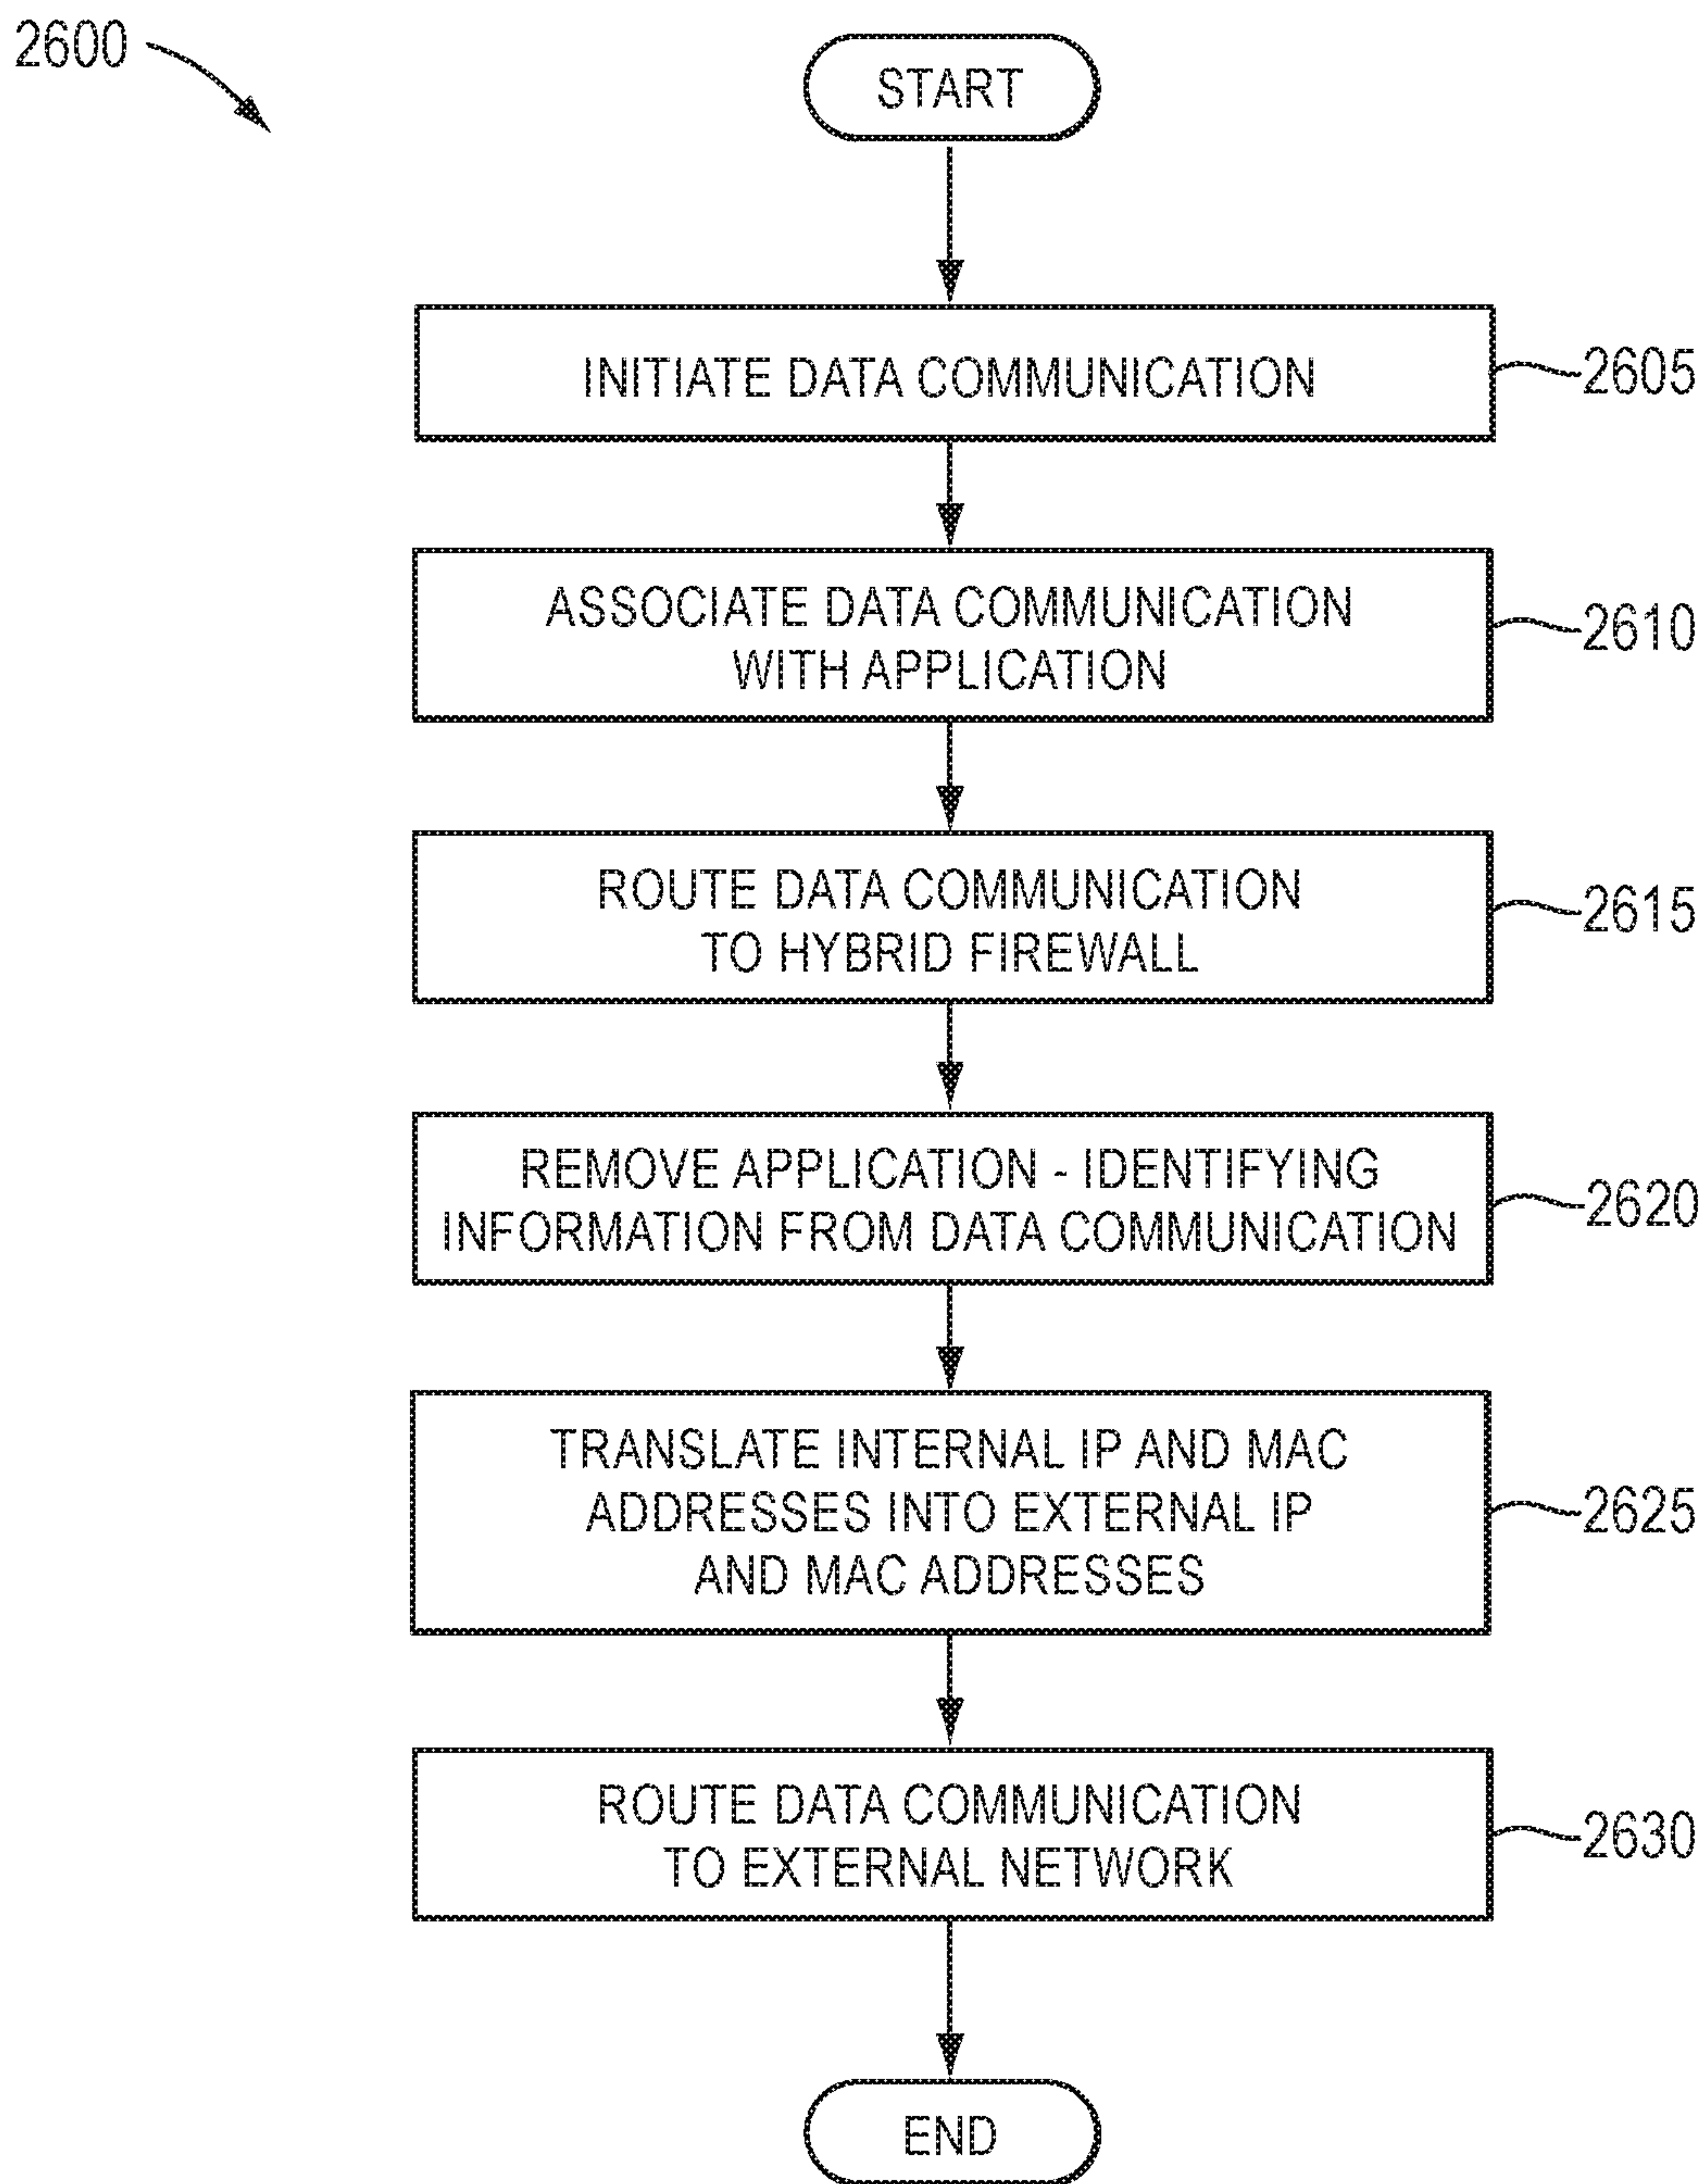 2600
START
INITIATE DATA COMMUNICATION
2605
ASSOCIATE DATA COMMUNICATION
WITH APPLICATION
2610
ROUTE DATA COMMUNICATION
TO HYBRID FIREWALL
2615
REMOVE APPLICATION - IDENTIFYING
INFORMATION FROM DATA COMMUNICATION
2620
TRANSLATE INTERNAL IP AND MAC
ADDRESSES INTO EXTERNAL IP
AND MAC ADDRESSES
2625
ROUTE DATA COMMUNICATION
TO EXTERNAL NETWORK
2630
END